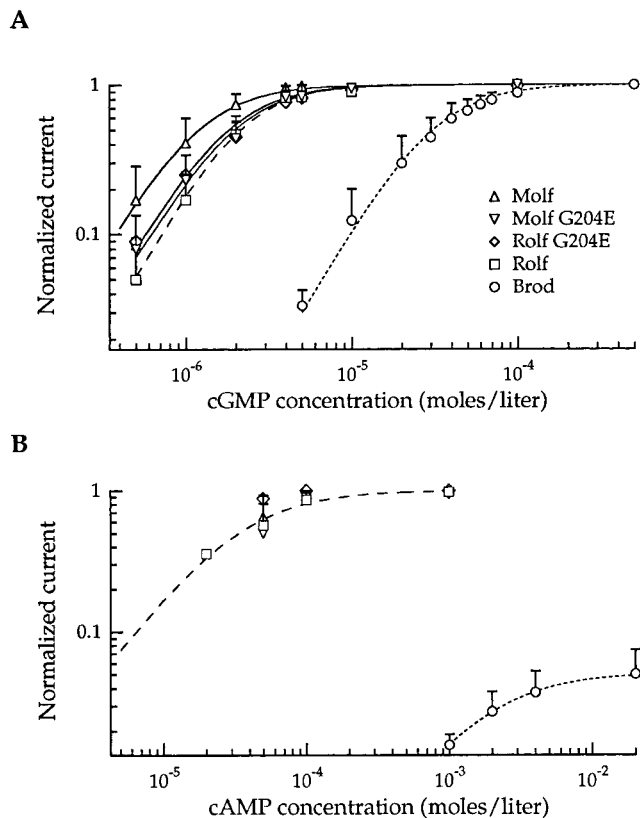 A
Normalized current
1
0.1
Molf
Molf G204E
Rolf G204E
Rolf
Brod
10⁻⁶
10⁻⁵
10⁻⁴
cGMP concentration (moles/liter)
B
Normalized current
1
0.1
10⁻⁵
10⁻⁴
10⁻³
10⁻²
cAMP concentration (moles/liter)